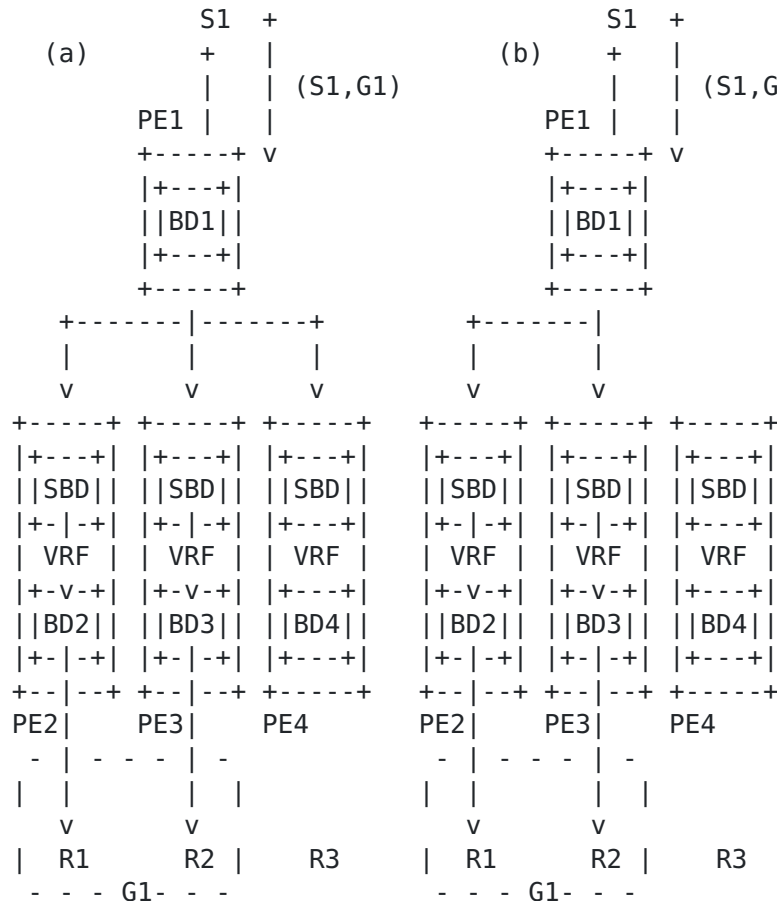 S1 + S1 +
(a) + | (b) + |
| | (S1,G1) | | (S1,G
PE1 | | PE1 | |
+-----+ v +-----+ v
|+---+| |+---+|
||BD1|| ||BD1||
|+---+| |+---+|
+-----+ +-----+
+-------|-------+ +-------|
| | | | |
v v v v v
+-----+ +-----+ +-----+ +-----+ +-----+ +-----+
|+---+| |+---+| |+---+| |+---+| |+---+| |+---+|
||SBD|| ||SBD|| ||SBD|| ||SBD|| ||SBD|| ||SBD||
|+-|-+| |+-|-+| |+---+| |+-|-+| |+-|-+| |+---+|
| VRF | | VRF | | VRF | | VRF | | VRF | | VRF |
|+-v-+| |+-v-+| |+---+| |+-v-+| |+-v-+| |+---+|
||BD2|| ||BD3|| ||BD4|| ||BD2|| ||BD3|| ||BD4||
|+-|-+| |+-|-+| |+---+| |+-|-+| |+-|-+| |+---+|
+--|--+ +--|--+ +-----+ +--|--+ +--|--+ +-----+
PE2| PE3| PE4 PE2| PE3| PE4
- | - - - | - - | - - - | -
| | | | | | | |
v v v v
| R1 R2 | R3 | R1 R2 | R3
- - - G1- - - - - - G1- - -